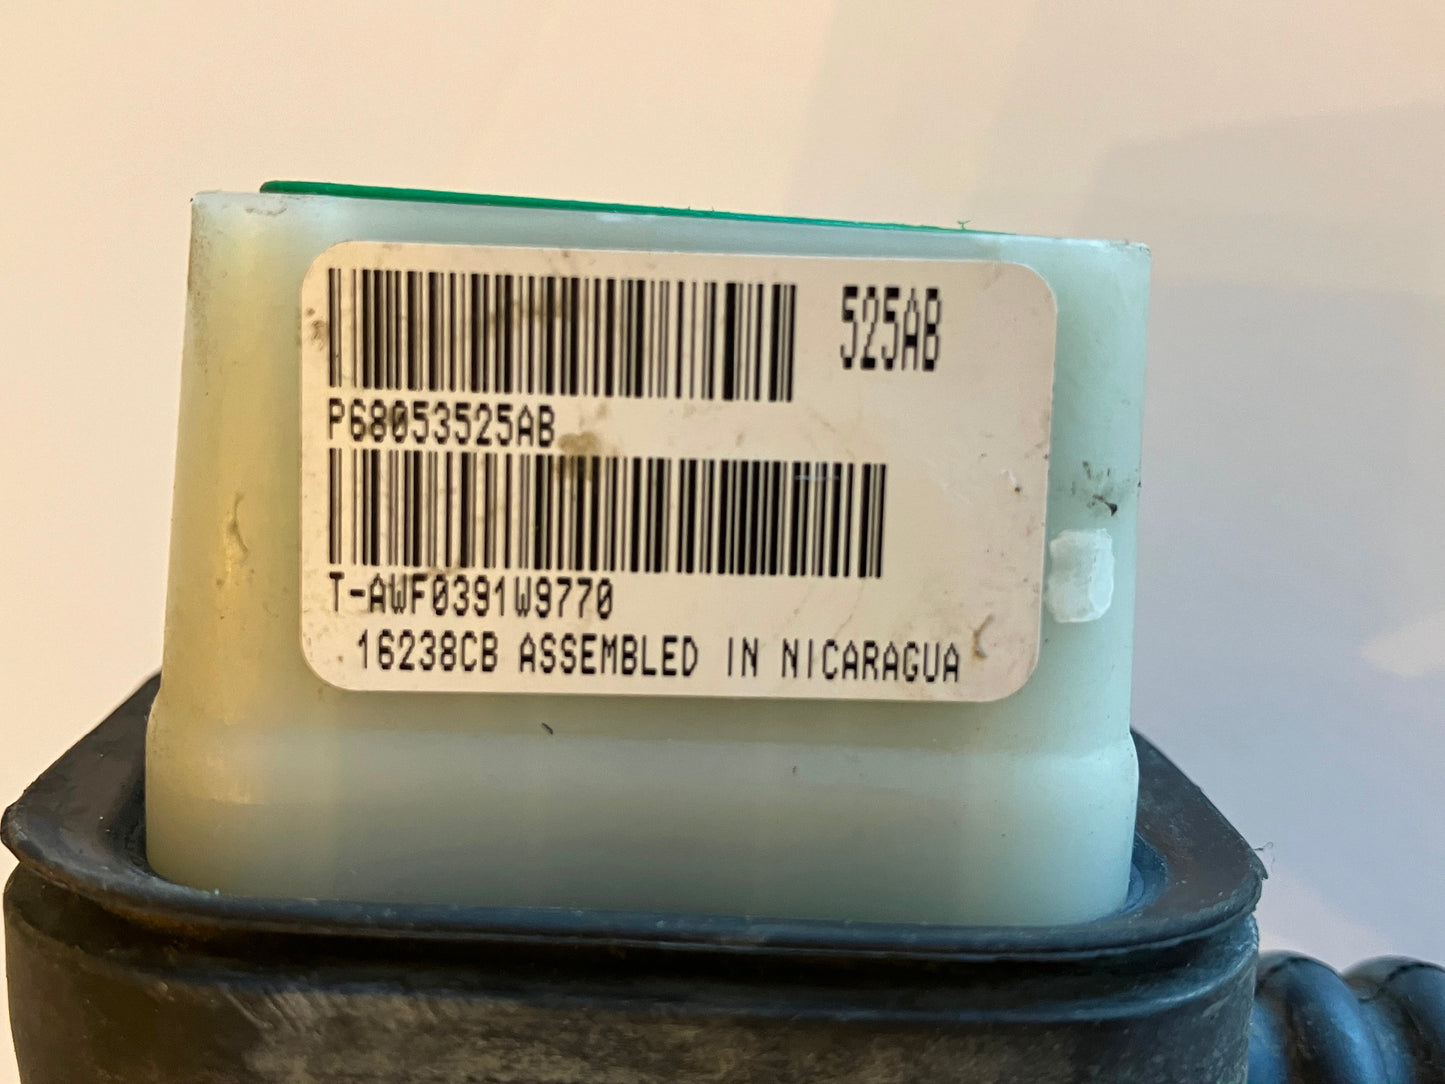 525AB
P68053525AB
T-AWF0391W9770
16238CB ASSEMBLED IN NICARAGUA